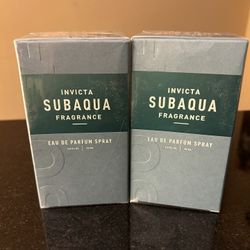 INVICTA
SUBAQUA
FRAGRANCE
EAU DE PARFUM SPRAY
INVICTA
SUBAQUA
FRAGRANCE
EAU DE PARFUM SPRAY